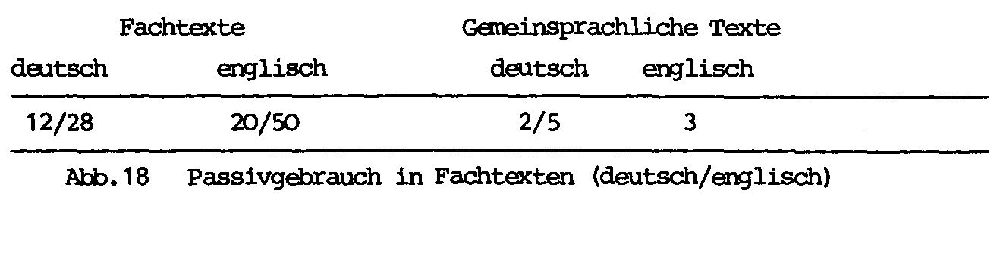 Fachtexte Gemeinsprachliche Texte
deutsch englisch deutsch englisch
12/28 20/50 2/5 3
Abb.18 Passivgebrauch in Fachtexten (deutsch/englisch)